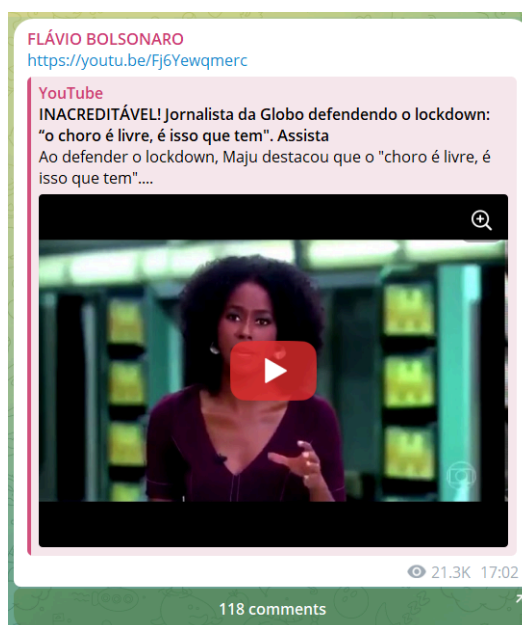 FLÁVIO BOLSONARO
https://youtu.be/Fj6Yewqmerc
YouTube
INACREDITÁVEL! Jornalista da Globo defendendo o lockdown:
“o choro é livre, é isso que tem". Assista
Ao defender o lockdown, Maju destacou que o "choro é livre, é
isso que tem"....
21.3K 17:02
118 comments